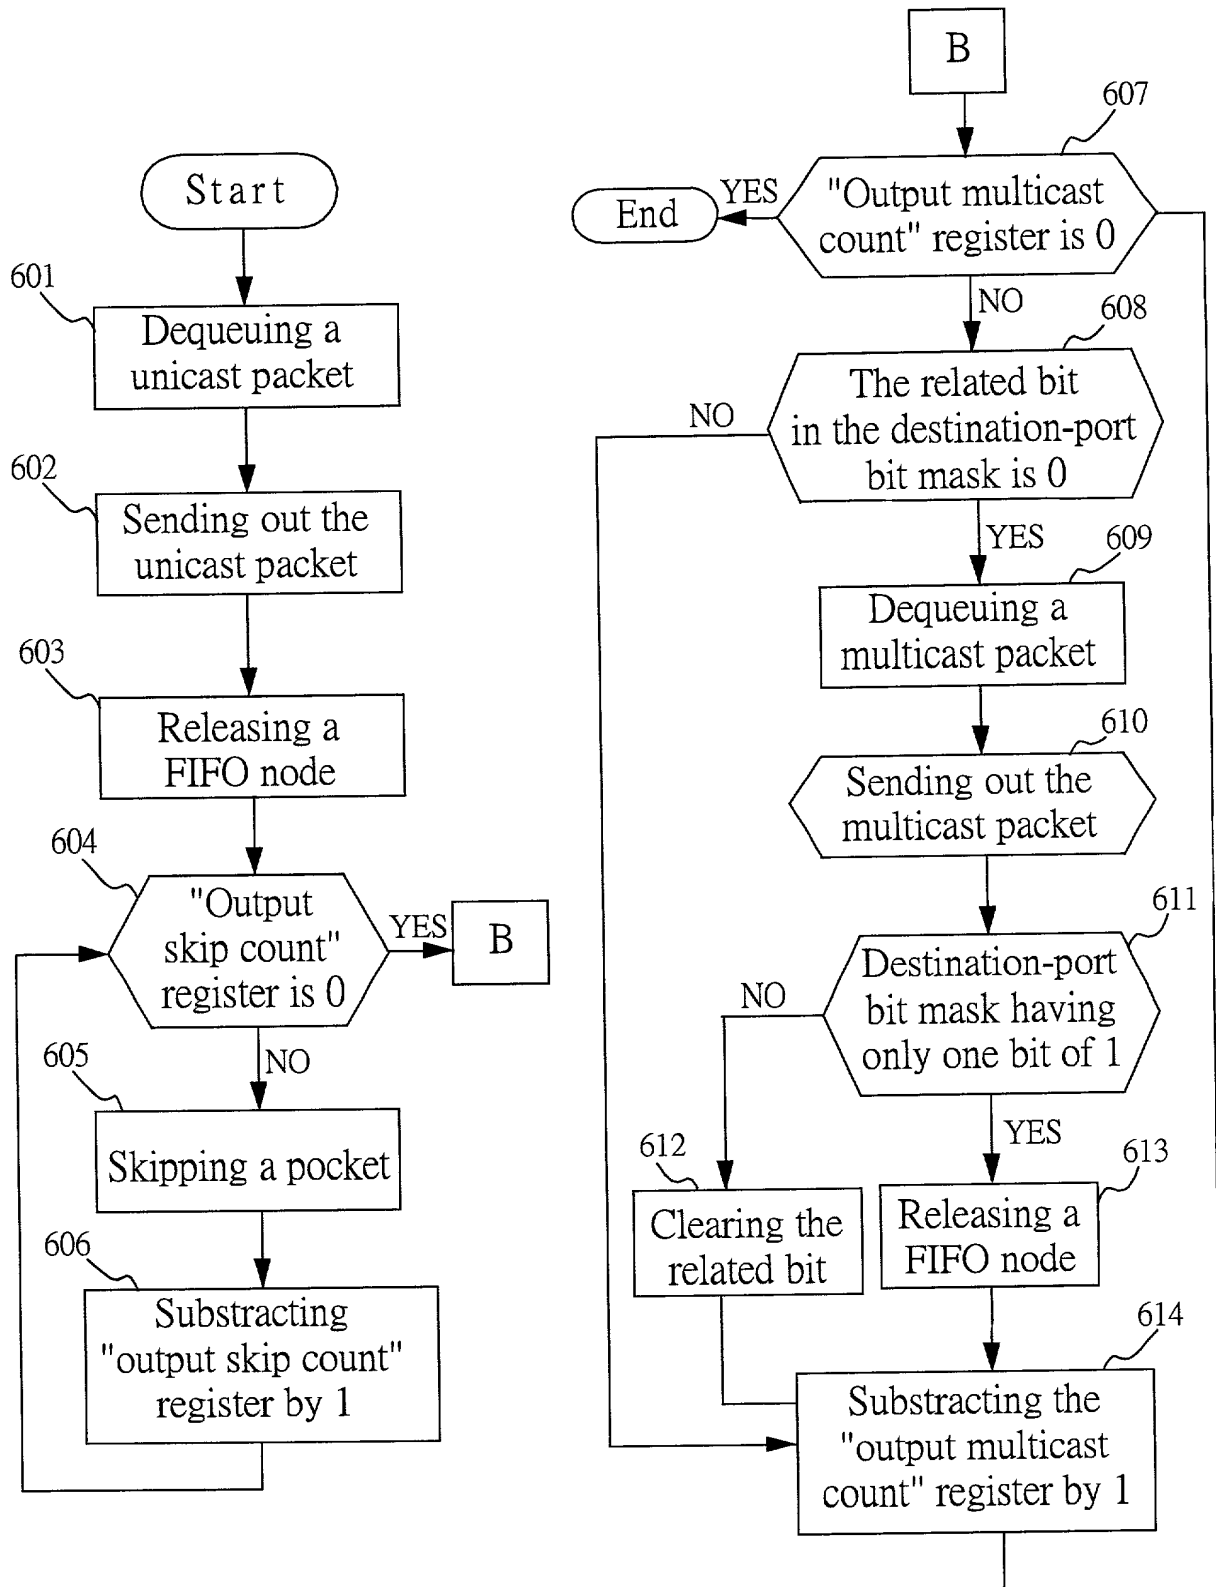 Start
601
Dequeuing a
unicast packet
602
Sending out the
unicast packet
603
Releasing a
FIFO node
604
"Output
skip count"
register is 0
YES
B
NO
605
Skipping a pocket
606
Substracting
"output skip count"
register by 1
B
607
"Output multicast
count" register is 0
YES
End
NO
608
The related bit
in the destination-port
bit mask is 0
NO
YES
609
Dequeuing a
multicast packet
610
Sending out the
multicast packet
611
Destination-port
bit mask having
only one bit of 1
NO
YES
612
Clearing the
related bit
613
Releasing a
FIFO node
614
Substracting the
"output multicast
count" register by 1